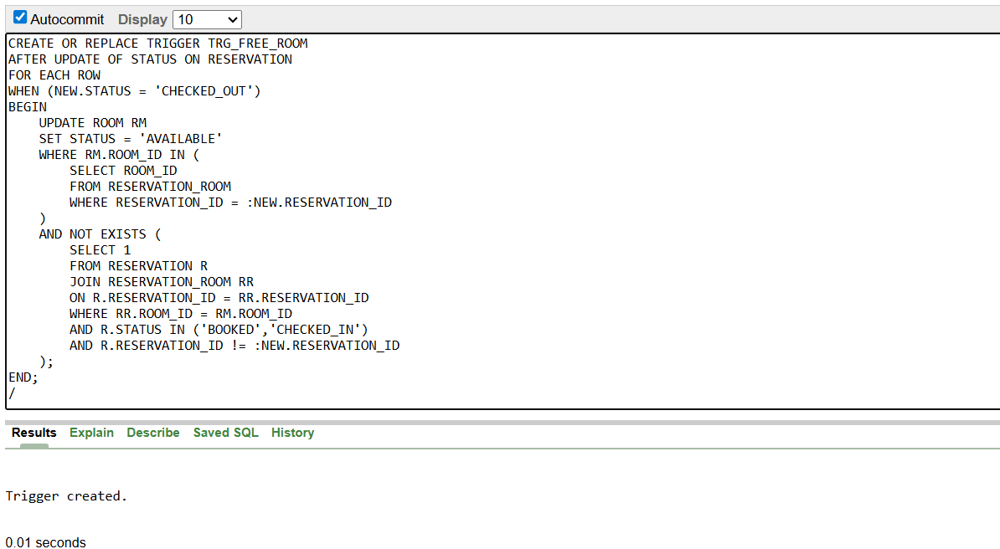 Autocommit Display 10
CREATE OR REPLACE TRIGGER TRG_FREE_ROOM
AFTER UPDATE OF STATUS ON RESERVATION
FOR EACH ROW
WHEN (NEW.STATUS = 'CHECKED_OUT')
BEGIN
    UPDATE ROOM RM
    SET STATUS = 'AVAILABLE'
    WHERE RM.ROOM_ID IN (
        SELECT ROOM_ID
        FROM RESERVATION_ROOM
        WHERE RESERVATION_ID = :NEW.RESERVATION_ID
    )
    AND NOT EXISTS (
        SELECT 1
        FROM RESERVATION R
        JOIN RESERVATION_ROOM RR
        ON R.RESERVATION_ID = RR.RESERVATION_ID
        WHERE RR.ROOM_ID = RM.ROOM_ID
        AND R.STATUS IN ('BOOKED','CHECKED_IN')
        AND R.RESERVATION_ID != :NEW.RESERVATION_ID
    );
END;
/
Results Explain Describe Saved SQL History
Trigger created.
0.01 seconds